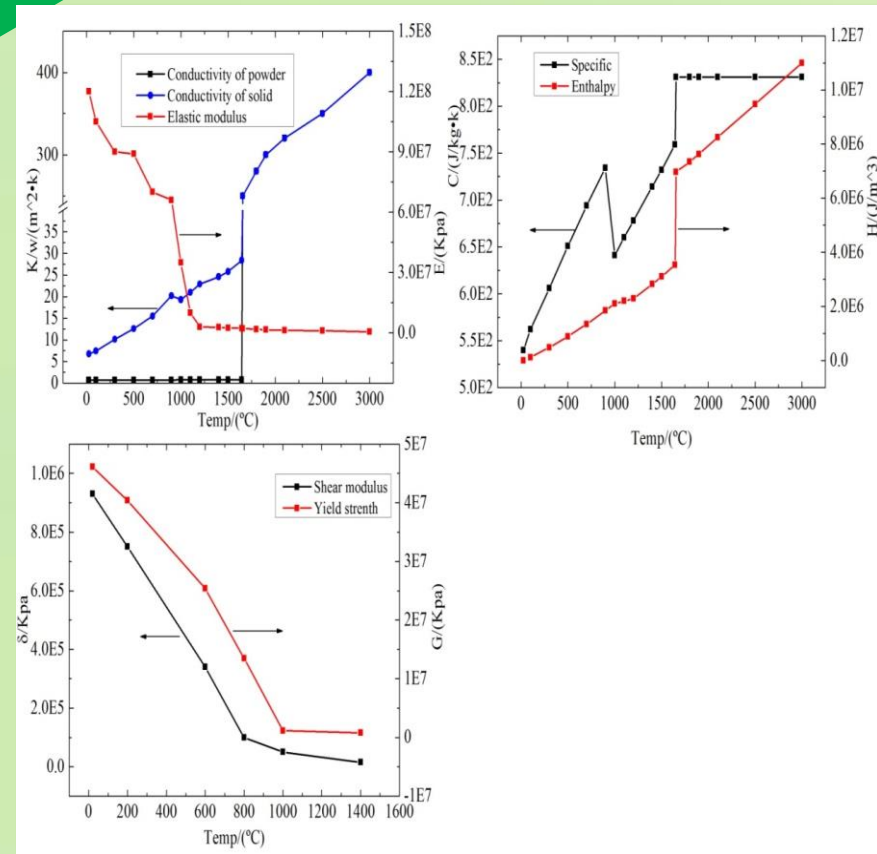 Conductivity of powder
Conductivity of solid
Elastic modulus
K/w/(m^2•k)
400
300
35
30
25
20
15
10
5
0
1.5E8
1.2E8
9.0E7
6.0E7
3.0E7
0.0
E/(Kpa)
0 500 1000 1500 2000 2500 3000
Temp/(ºC)
Specific
Enthalpy
C/(J/kg•k)
8.5E2
8.0E2
7.5E2
7.0E2
6.5E2
6.0E2
5.5E2
5.0E2
1.2E7
1.0E7
8.0E6
6.0E6
4.0E6
2.0E6
0.0
H/(J/m^3)
0 500 1000 1500 2000 2500 3000
Temp/(ºC)
Shear modulus
Yield strenth
δ/Kpa
1.0E6
8.0E5
6.0E5
4.0E5
2.0E5
0.0
5E7
4E7
3E7
2E7
1E7
0
-1E7
G/(Kpa)
0 200 400 600 800 1000 1200 1400 1600
Temp/(ºC)